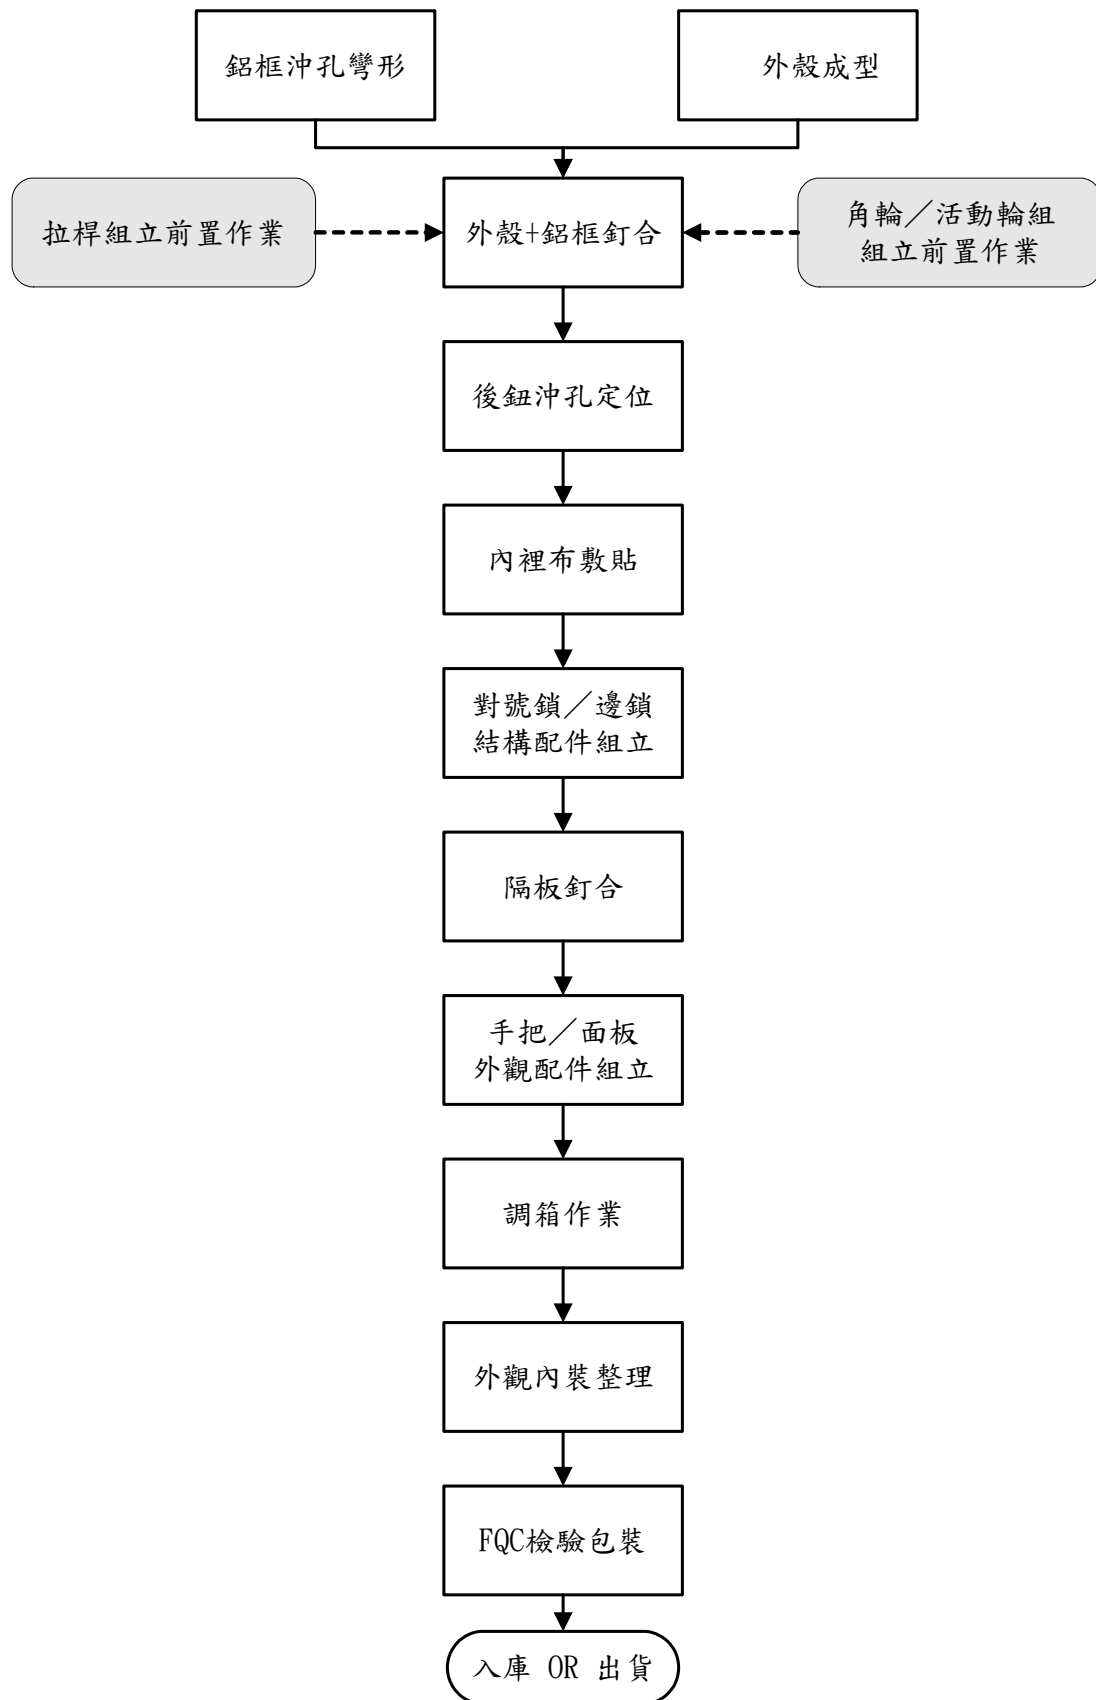 鋁框沖孔彎形
外殼成型
拉桿組立前置作業
外殼+鋁框釘合
角輪／活動輪組
組立前置作業
後鈕沖孔定位
內裡布敷貼
對號鎖／邊鎖
結構配件組立
隔板釘合
手把／面板
外觀配件組立
調箱作業
外觀內裝整理
FQC檢驗包裝
入庫 OR 出貨